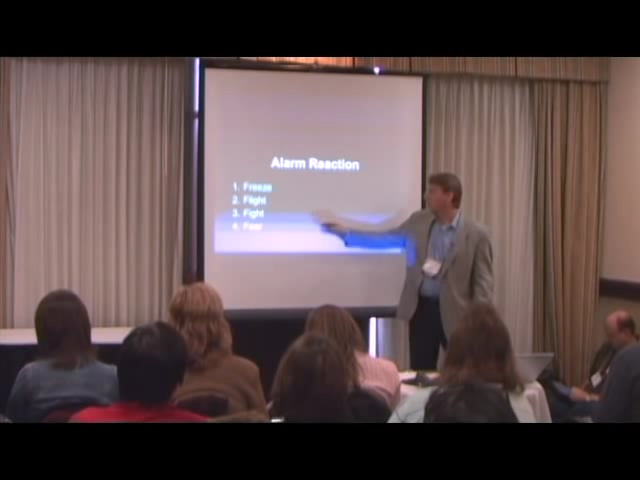 Alarm Reaction
1. Freeze
2. Flight
3. Fight
4. Fear